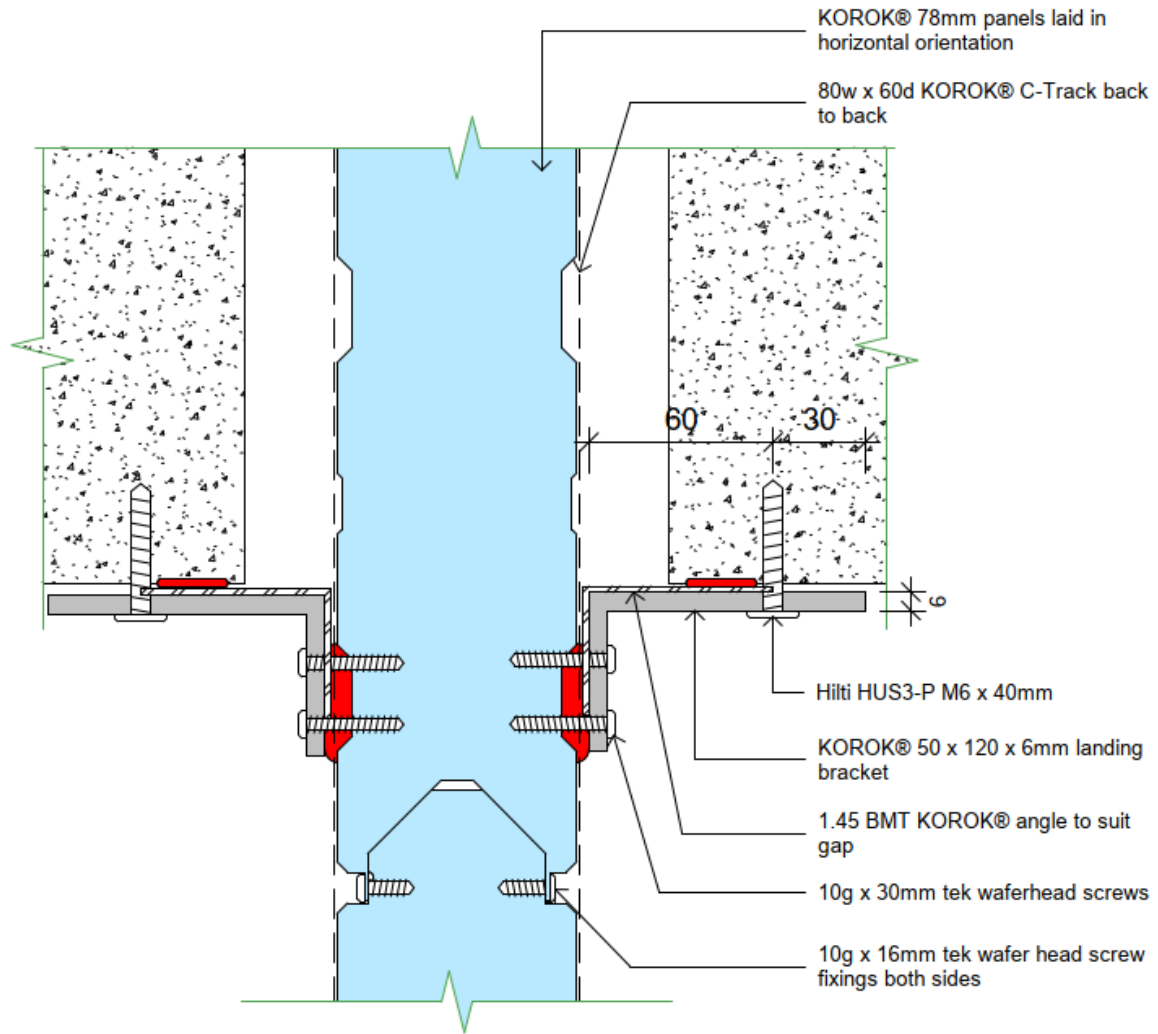 KOROK® 78mm panels laid in
horizontal orientation
80w x 60d KOROK® C-Track back
to back
60
30
6
Hilti HUS3-P M6 x 40mm
KOROK® 50 x 120 x 6mm landing
bracket
1.45 BMT KOROK® angle to suit
gap
10g x 30mm tek waferhead screws
10g x 16mm tek wafer head screw
fixings both sides